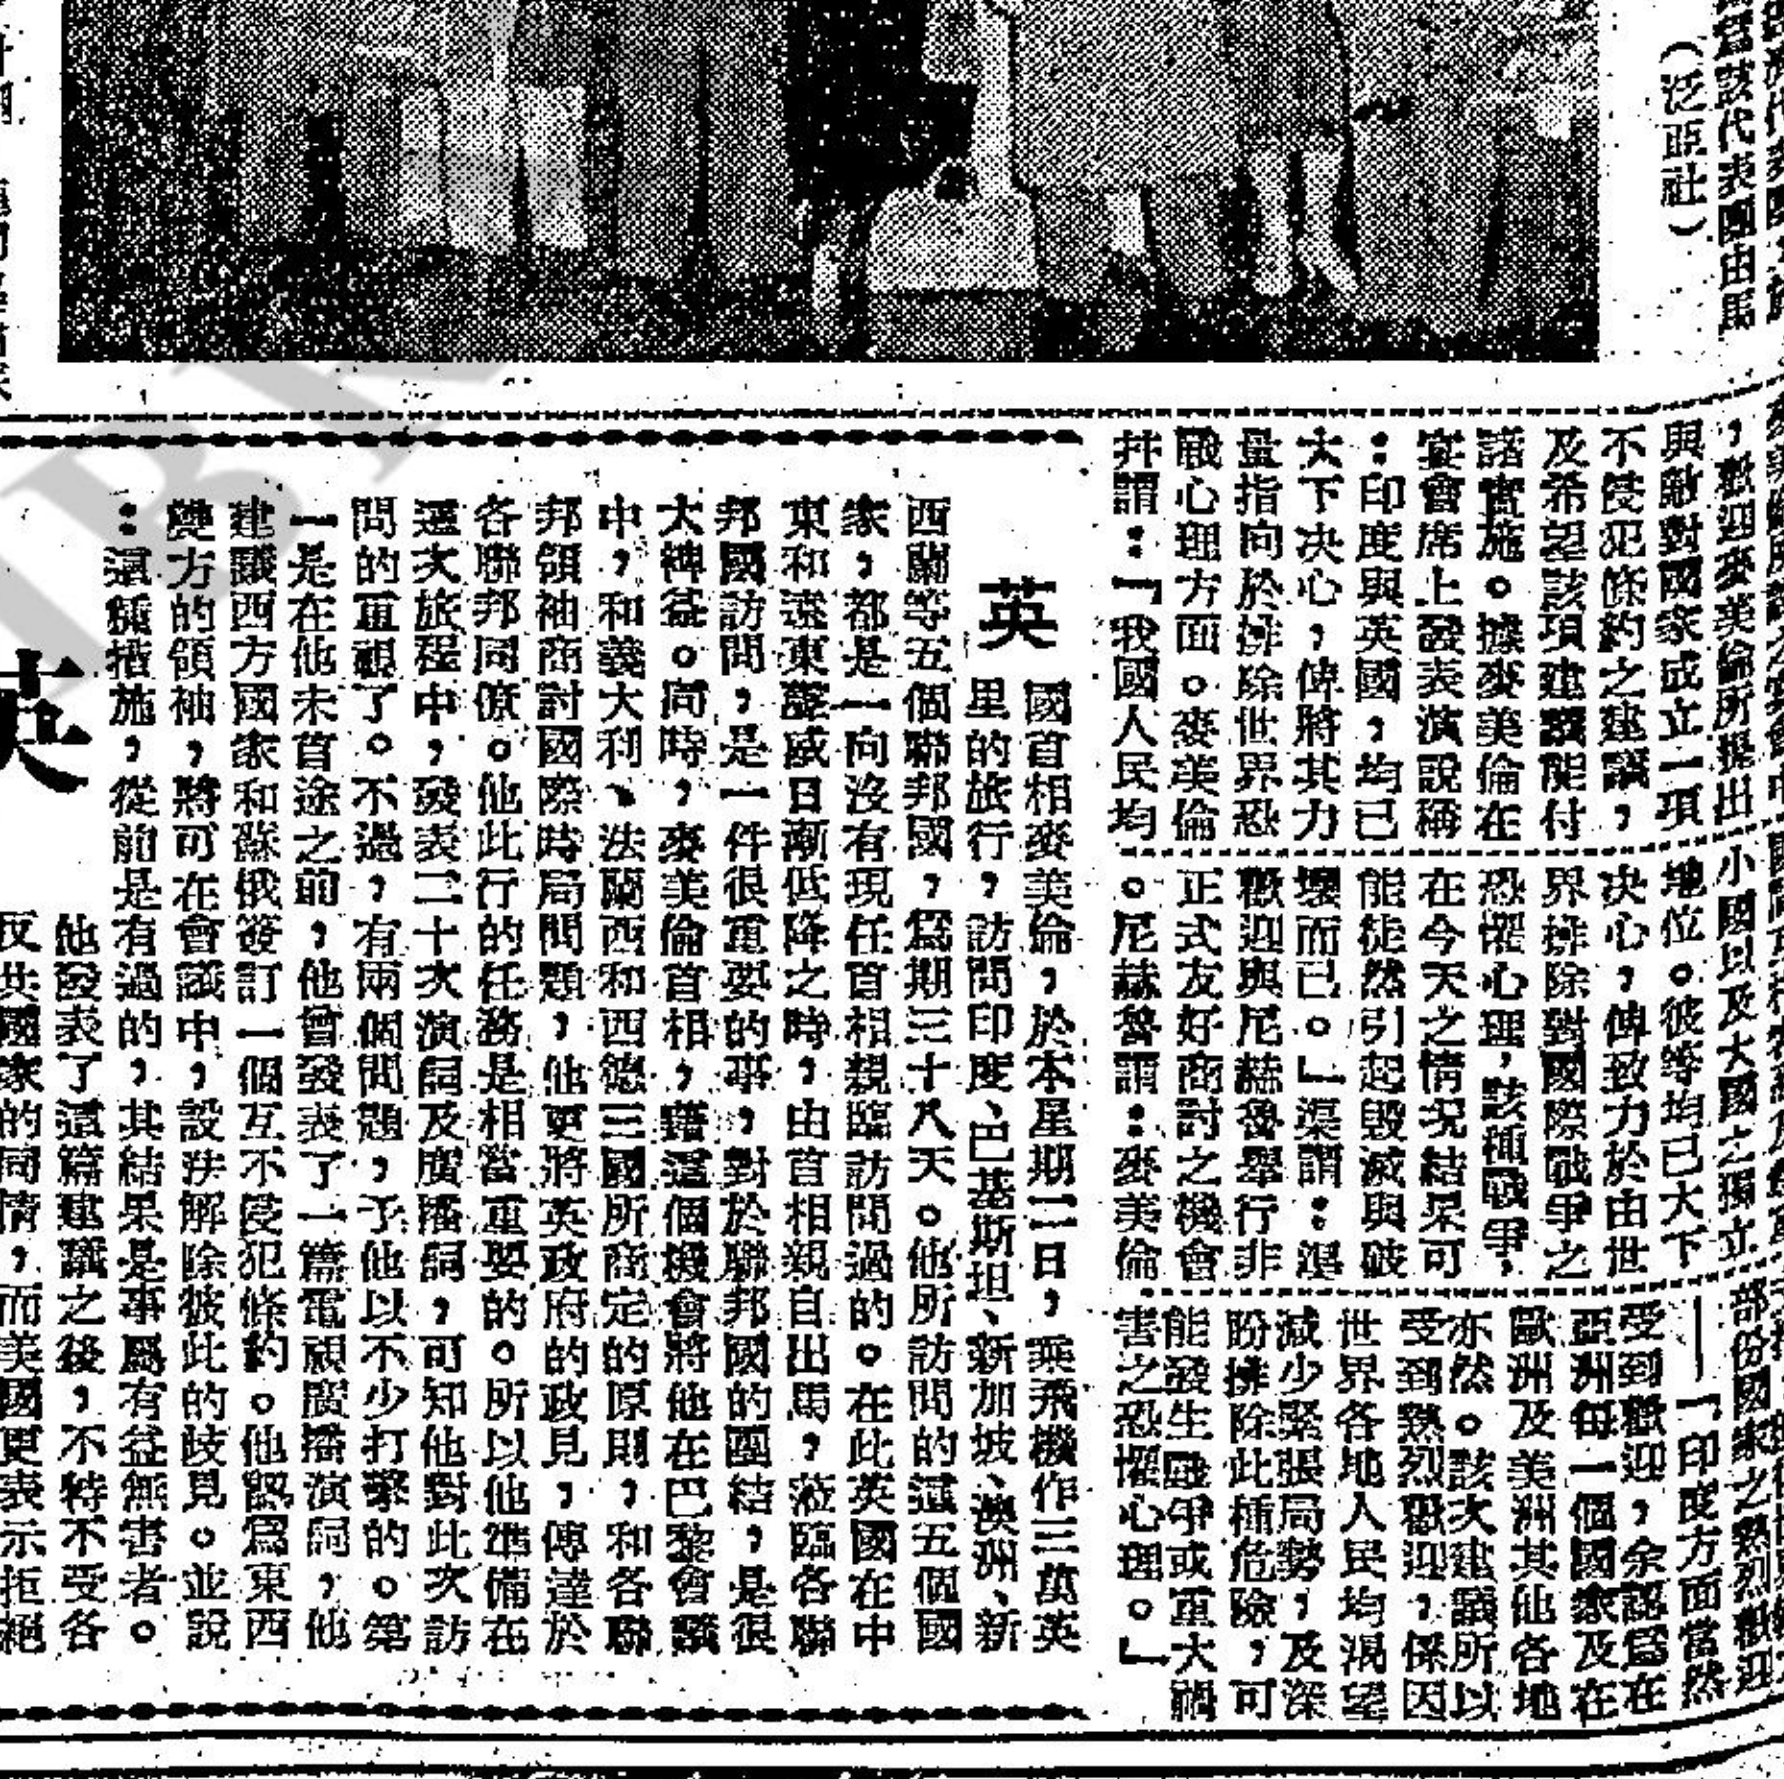 (泛亞社)
與敵對國家成立一項
不侵犯條約之建議,
及希望該項建議能付
諸實施。據麥美倫在
宴會席上發表演說稱
:印度與英國,均已
大下决心,俾將其力
量指向於排除世界恐
戰心理方面。麥美倫
幷謂:「我國人民均
小國以及大國之獨立
地位。彼等均已大下
决心,俾致力於由世
界排除對國際戰爭之
恐懼心理,該種戰爭,
在今天之情况結果可
能徒然引起毀滅與破
壞而已。」渠謂:渠
歡迎與尼赫魯舉行非
正式友好商討之機會
。尼赫魯謂:麥美倫
部份國家之熱烈歡迎
——「印度方面當然
受到歡迎,余認爲在
亞洲每一個國家及在
歐洲及美洲其他各地
亦然。該次建議所以
受到熱烈歡迎,係因
世界各地人民均渴望
減少緊張局勢,及深
盼排除此種危險,可
能發生戰爭或重大禍
害之恐懼心理。」
英
國首相麥美倫,於本星期二日,乘飛機作三萬英
里的旅行,訪問印度、巴基斯坦、新加坡、澳洲、新
西蘭等五個聯邦國,爲期三十八天。他所訪問的這五個國
家,都是一向沒有現任首相親臨訪問過的。在此英國在中
東和遠東聲威日漸低降之時,由首相親自出馬,蒞臨各聯
邦國訪問,是一件很重要的事,對於聯邦國的團結,是很
大裨益。同時,麥美倫首相,藉這個機會將他在巴黎會議
中,和義大利、法蘭西和西德三國所商定的原則,和各聯
邦領袖商討國際時局問題,他更將英政府的政見,傳達於
各聯邦同僚。他此行的任務是相當重要的。所以他準備在
這次旅程中,發表二十次演詞及廣播詞,可知他對此次訪
問的重視了。不過,有兩個問題,予他以不少打擊的。第
一是在他未首途之前,他曾發表了一篇電視廣播演詞,他
建議西方國家和蘇俄簽訂一個互不侵犯條約。他認爲東西
雙方的領袖,將可在會議中,設法解除彼此的歧見。並說
:這種措施,從前是有過的,其結果是事屬有益無害者。
他發表了這篇建議之後,不特不受各
反共國家的同情,而美國更表示拒絕
英